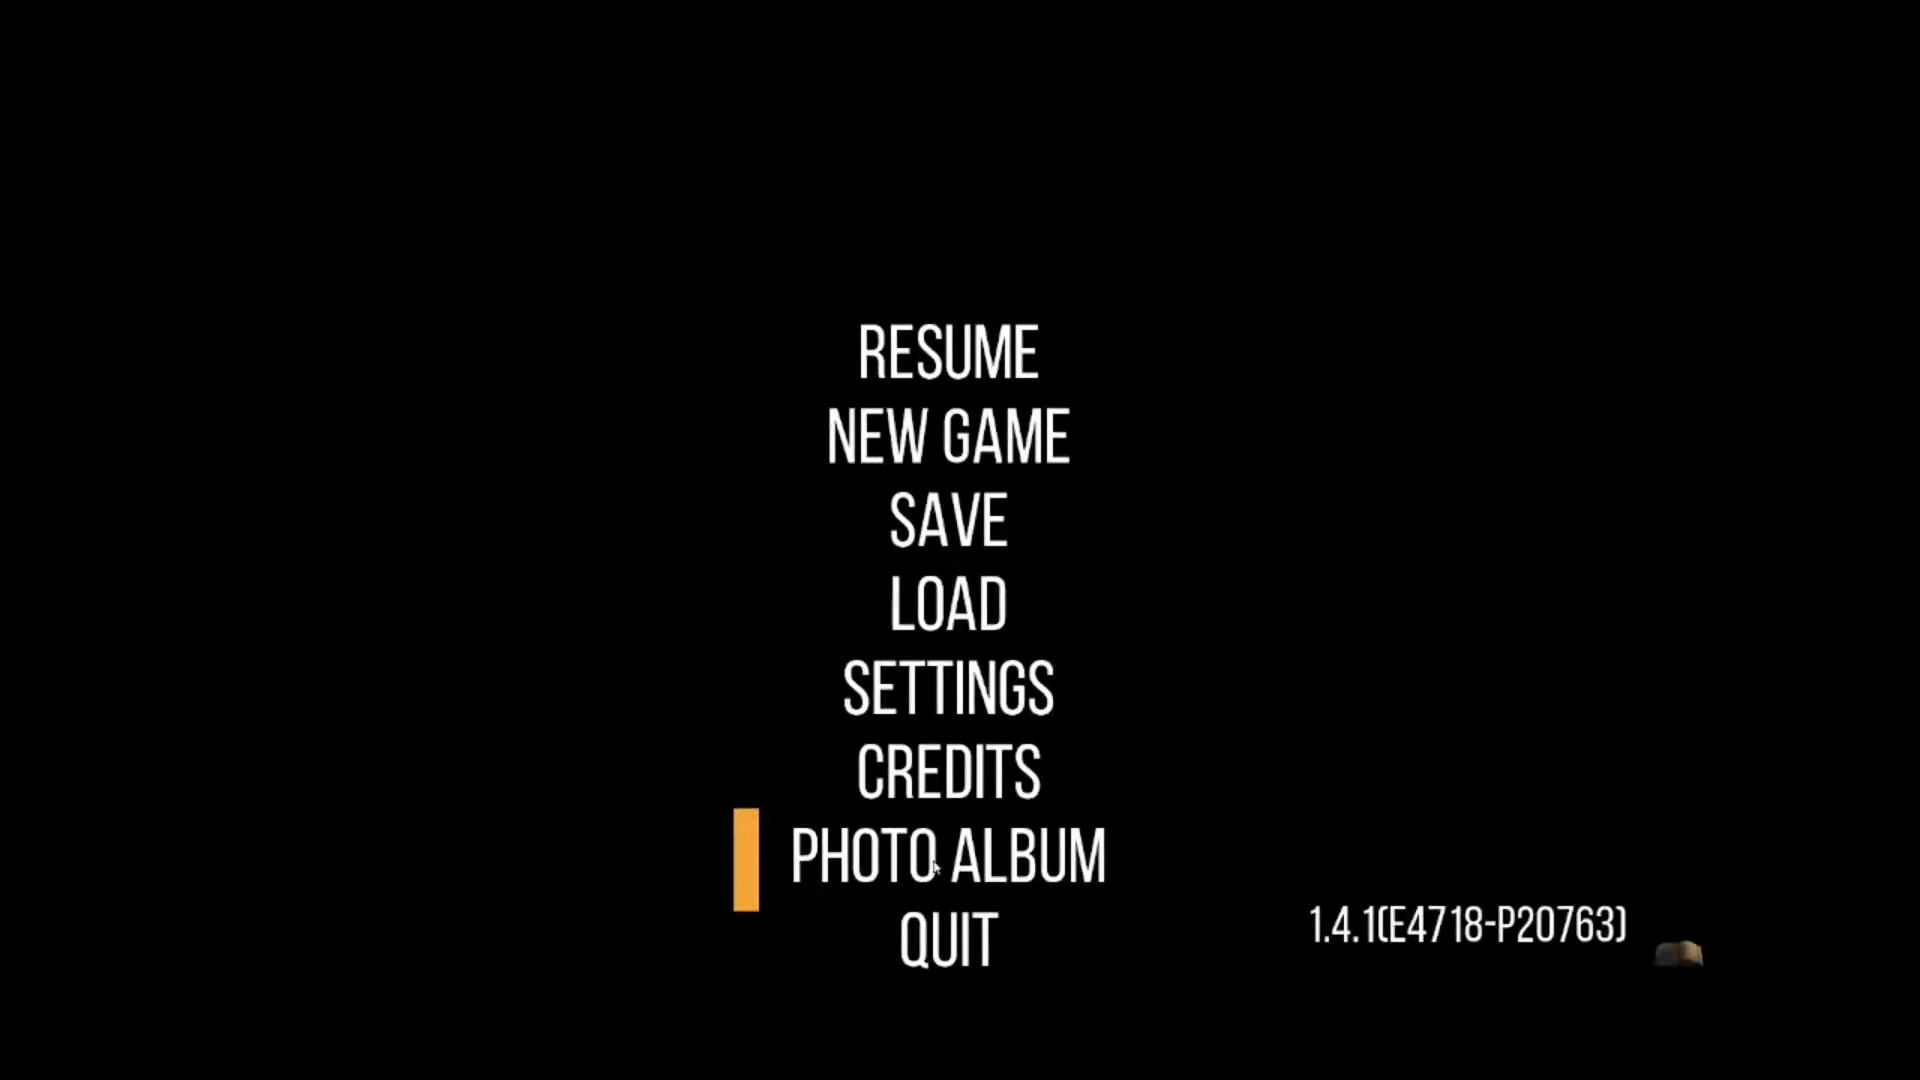 RESUME
NEW GAME
SAVE
LOAD
SETTINGS
CREDITS
PHOTO ALBUM
QUIT
1.4.1(E4718-P20763)